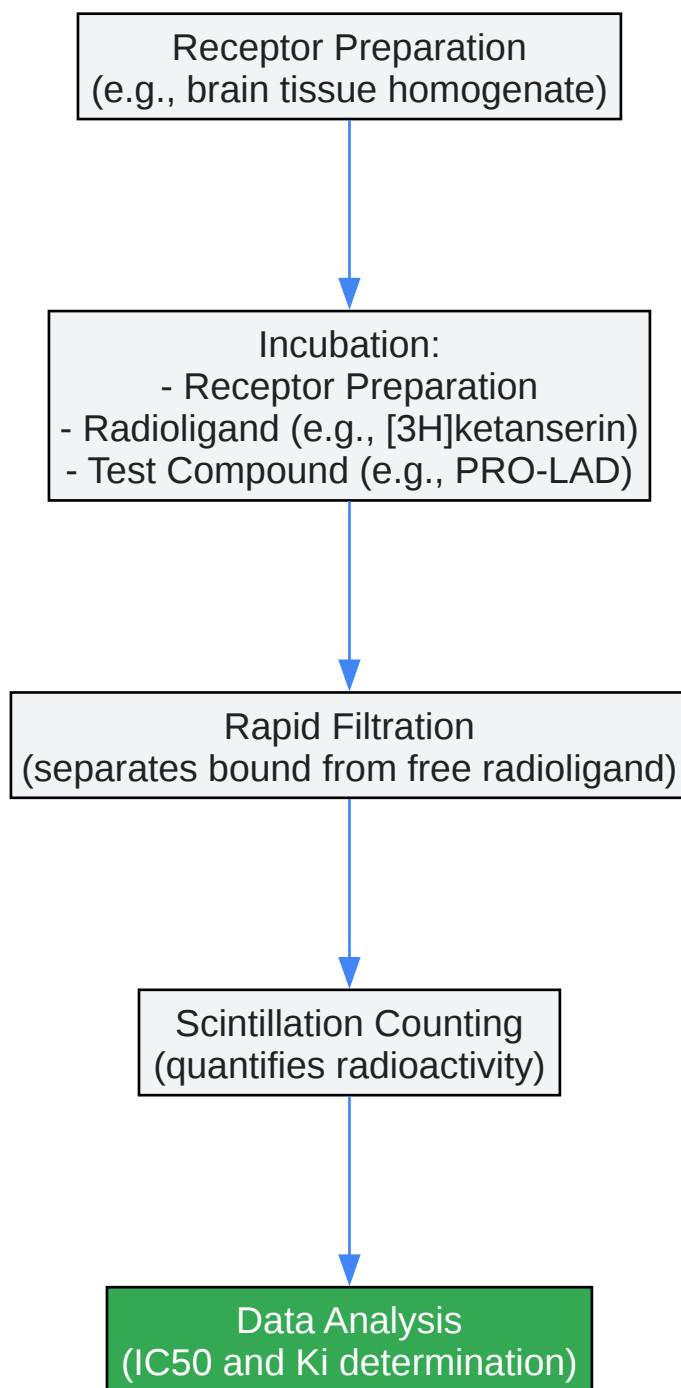 Receptor Preparation
(e.g., brain tissue homogenate)
Incubation:
- Receptor Preparation
- Radioligand (e.g., [3H]ketanserin)
- Test Compound (e.g., PRO-LAD)
Rapid Filtration
(separates bound from free radioligand)
Scintillation Counting
(quantifies radioactivity)
Data Analysis
(IC50 and Ki determination)